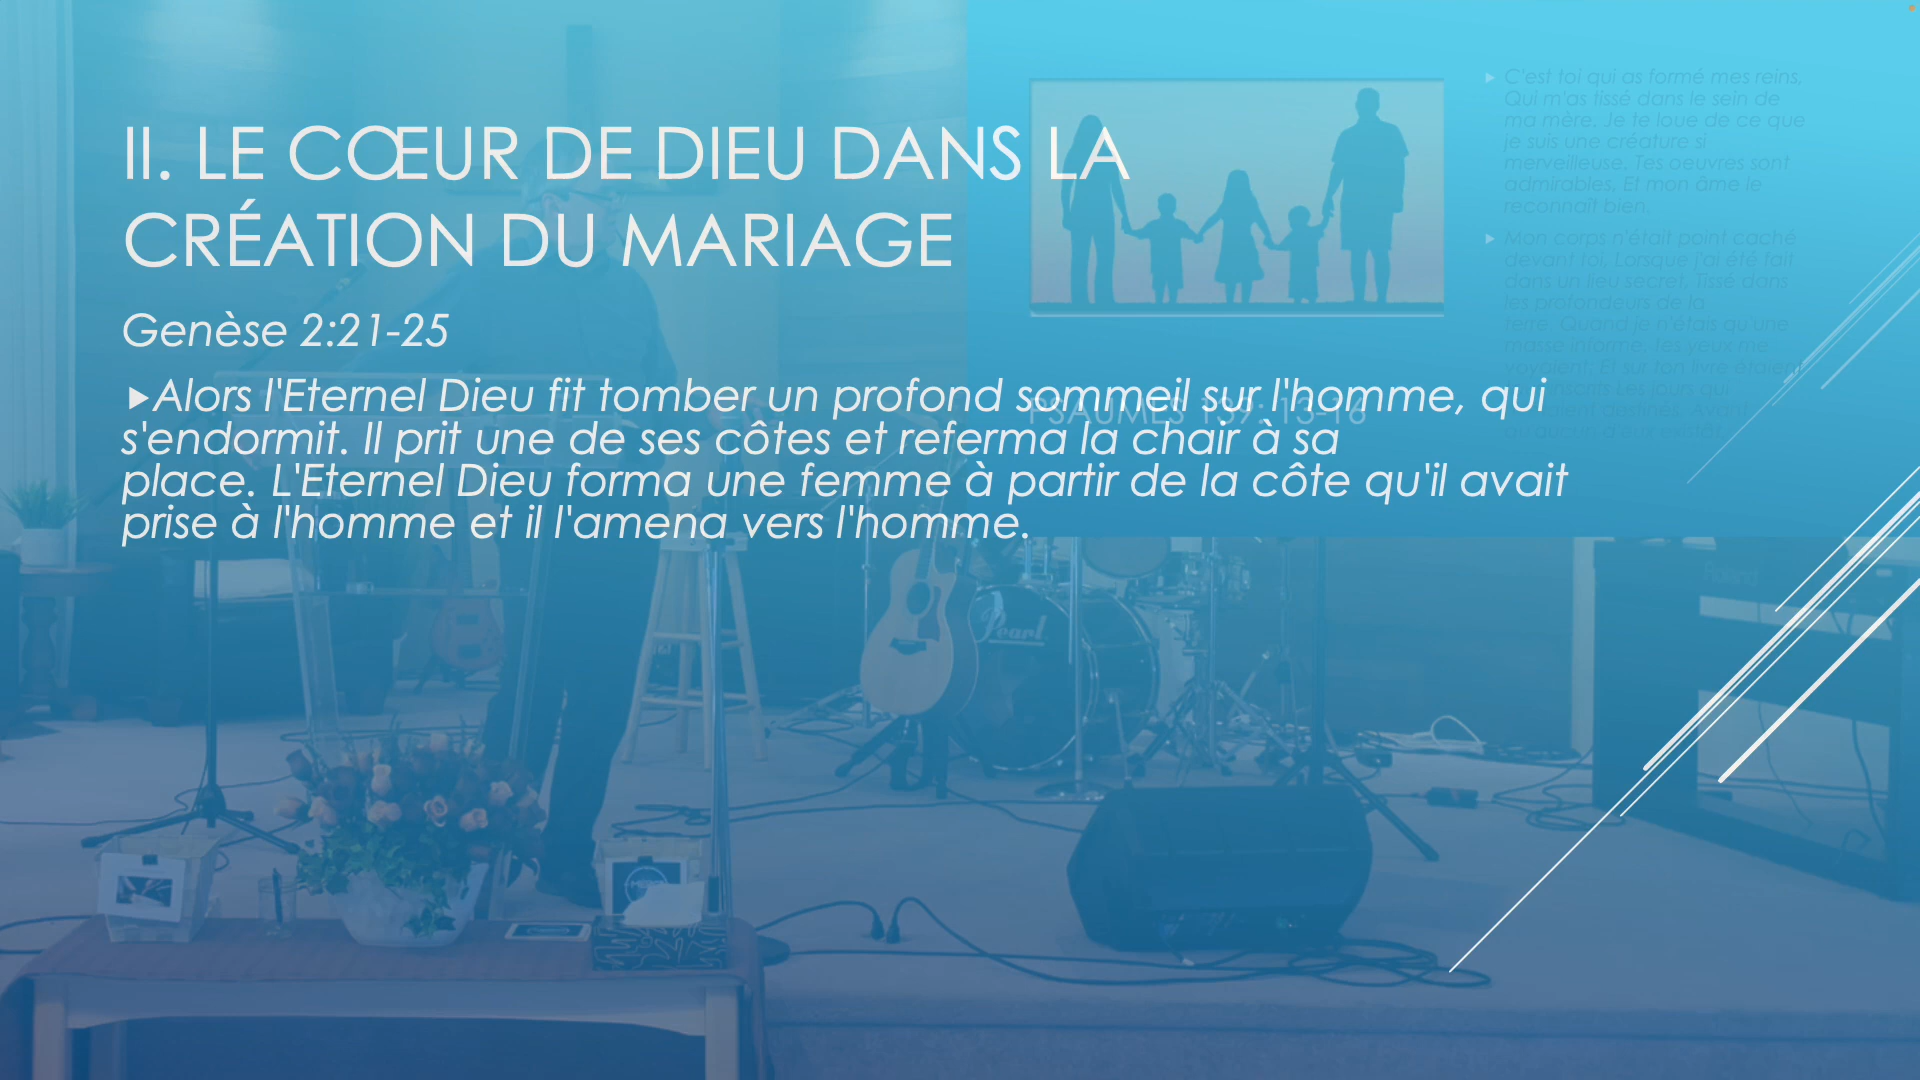 II. LE CŒUR DE DIEU DANS LA
CRÉATION DU MARIAGE
Genèse 2:21-25
Alors l'Eternel Dieu fit tomber un profond sommeil sur l'homme, qui
s'endormit. Il prit une de ses côtes et referma la chair à sa
place. L'Eternel Dieu forma une femme à partir de la côte qu'il avait
prise à l'homme et il l'amena vers l'homme.
C'est toi qui as formé mes reins,
Qui m'as tissé dans le sein de
ma mère. Je te loue de ce que
je suis une créature si
merveilleuse. Tes oeuvres sont
admirables, Et mon âme le
reconnaît bien.
Mon corps n'était point caché
devant toi, Lorsque j'ai été fait
dans un lieu secret, Tissé dans
les profondeurs de la
terre. Quand je n'étais qu'une
masse informe, tes yeux me
voyaient; Et sur ton livre étaient
PSAUMES 139: 13-16
Pearl
Roland